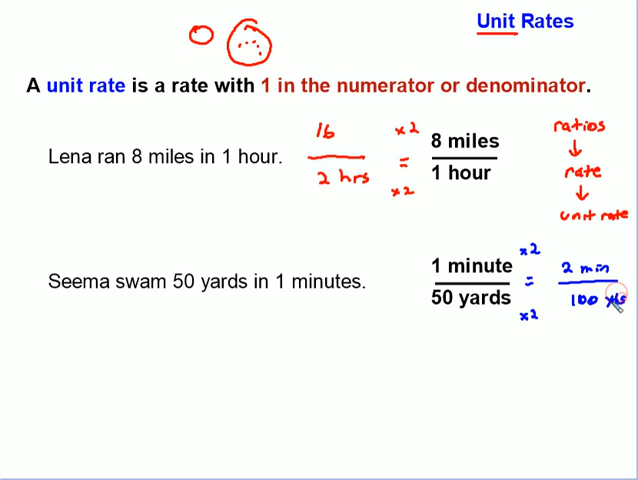 Unit Rates
A unit rate is a rate with 1 in the numerator or denominator.
Lena ran 8 miles in 1 hour.
16
2 hrs
x2
=
x2
8 miles
1 hour
ratios
↓
rate
↓
unit rate
Seema swam 50 yards in 1 minutes.
1 minute
50 yards
x2
=
x2
2 min
100 yds